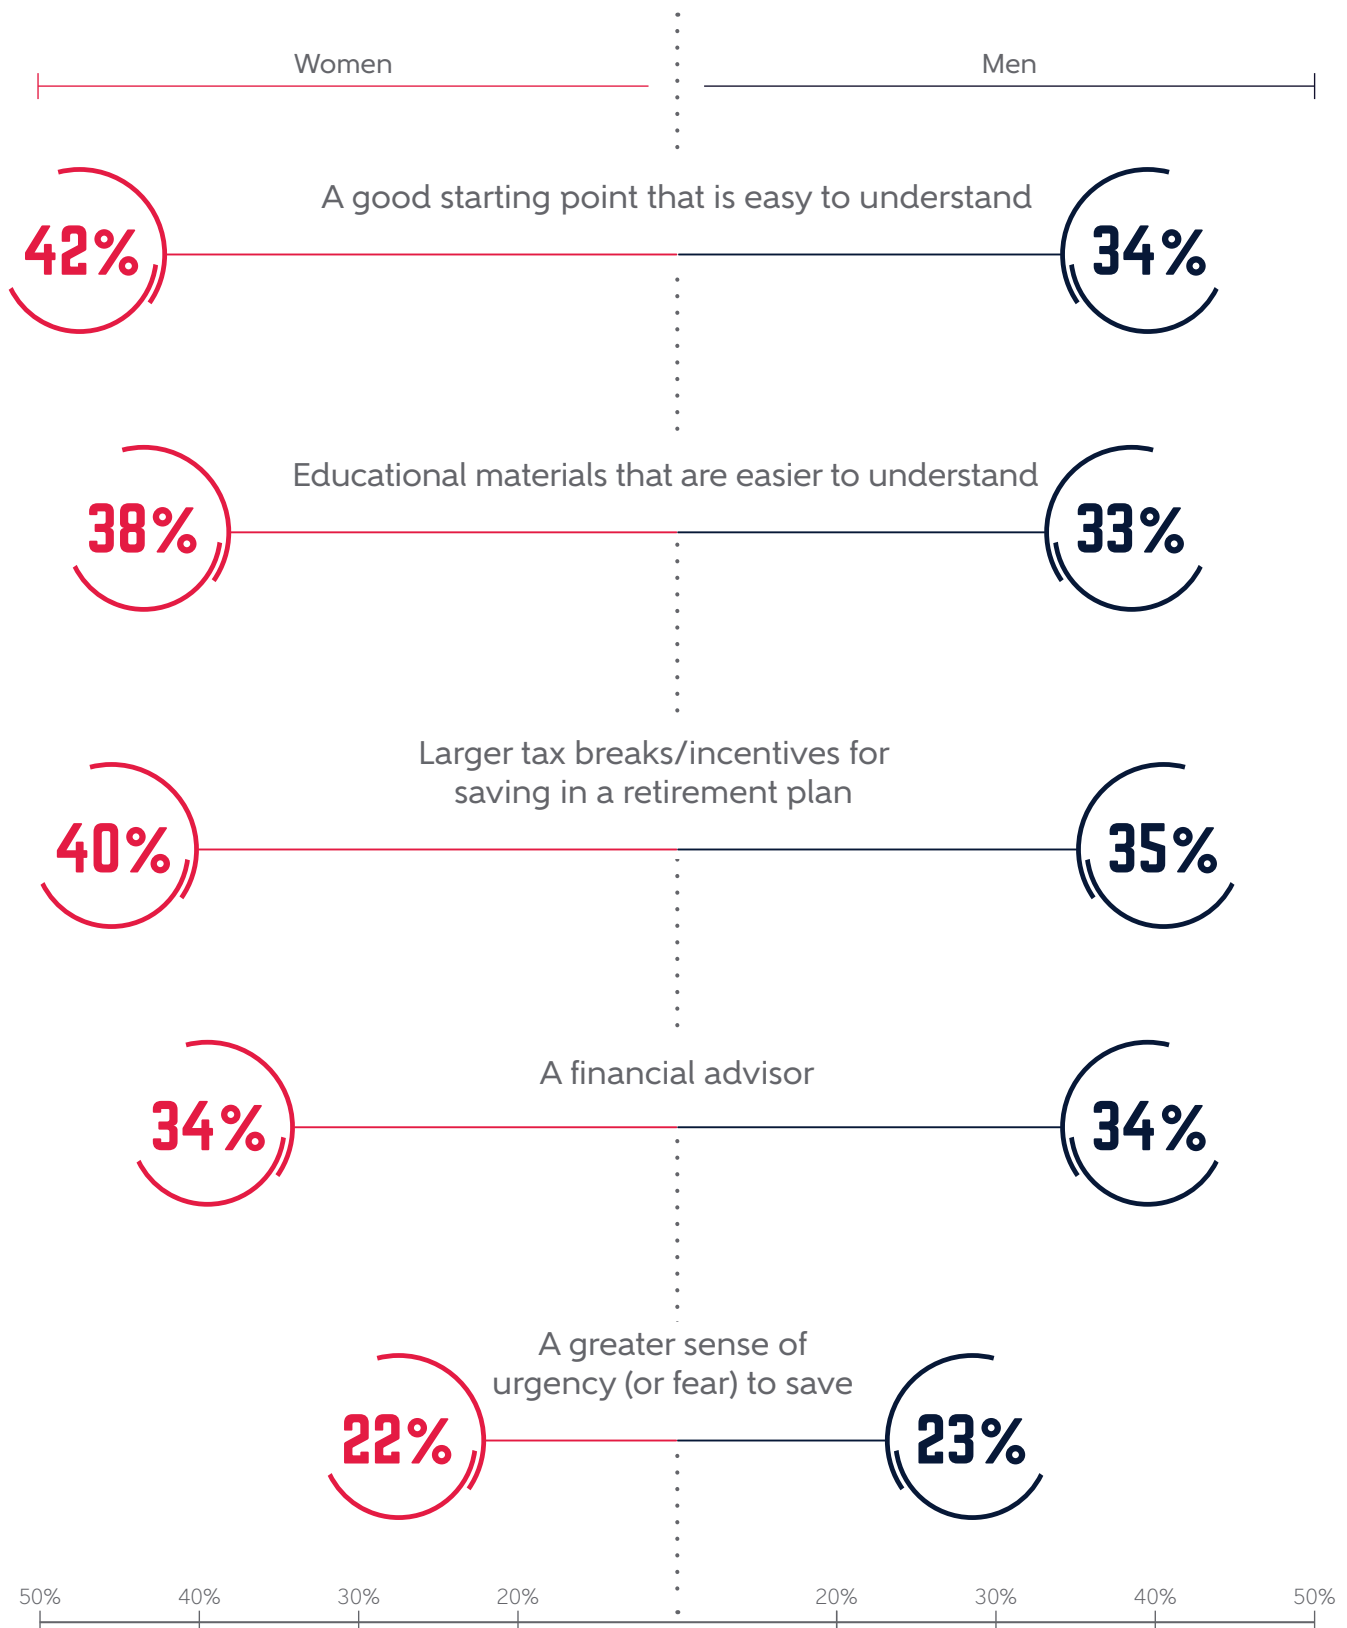 Women
Men
A good starting point that is easy to understand
42%
34%
Educational materials that are easier to understand
38%
33%
Larger tax breaks/incentives for
saving in a retirement plan
40%
35%
A financial advisor
34%
34%
A greater sense of
urgency (or fear) to save
22%
23%
50% 40% 30% 20% 20% 30% 40% 50%